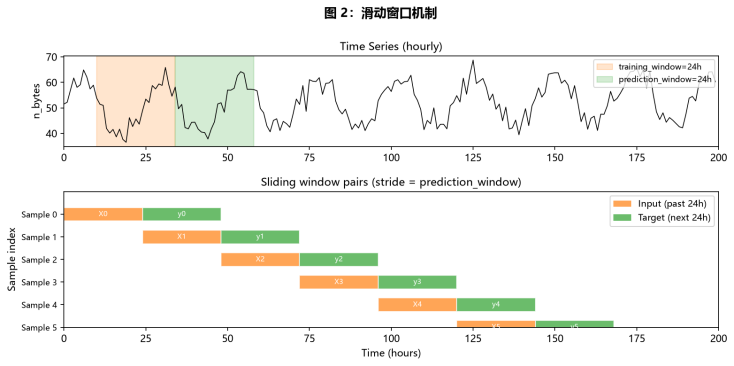 图 2：滑动窗口机制
Time Series (hourly)
n_bytes
70
60
50
40
training_window=24h
prediction_window=24h
0 25 50 75 100 125 150 175 200
Sliding window pairs (stride = prediction_window)
Sample index
Input (past 24h)
Target (next 24h)
Sample 0 X0 y0
Sample 1 X1 y1
Sample 2 X2 y2
Sample 3 X3 y3
Sample 4 X4 y4
Sample 5 X5 y5
0 25 50 75 100 125 150 175 200
Time (hours)